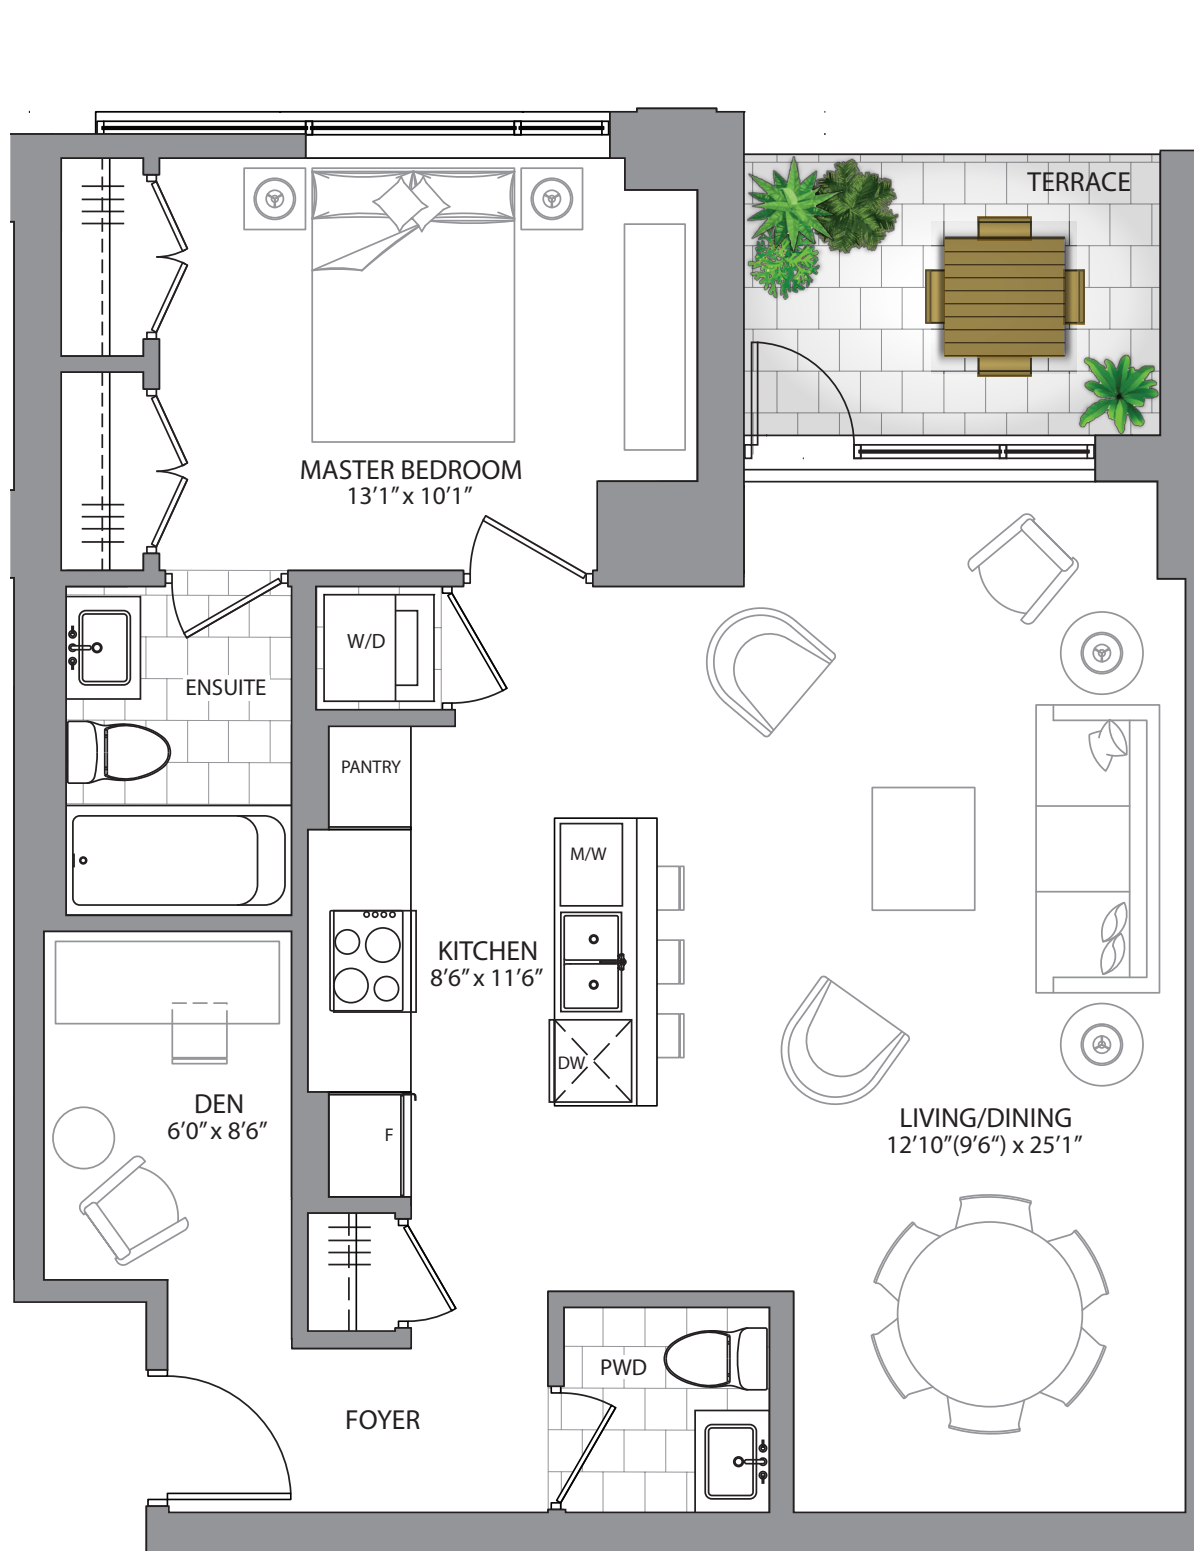 TERRACE
MASTER BEDROOM
13’1” x 10’1”
W/D
ENSUITE
PANTRY
M/W
KITCHEN
8’6” x 11’6”
DW
DEN
6’0” x 8’6”
F
LIVING/DINING
12’10”(9’6“) x 25’1”
PWD
FOYER